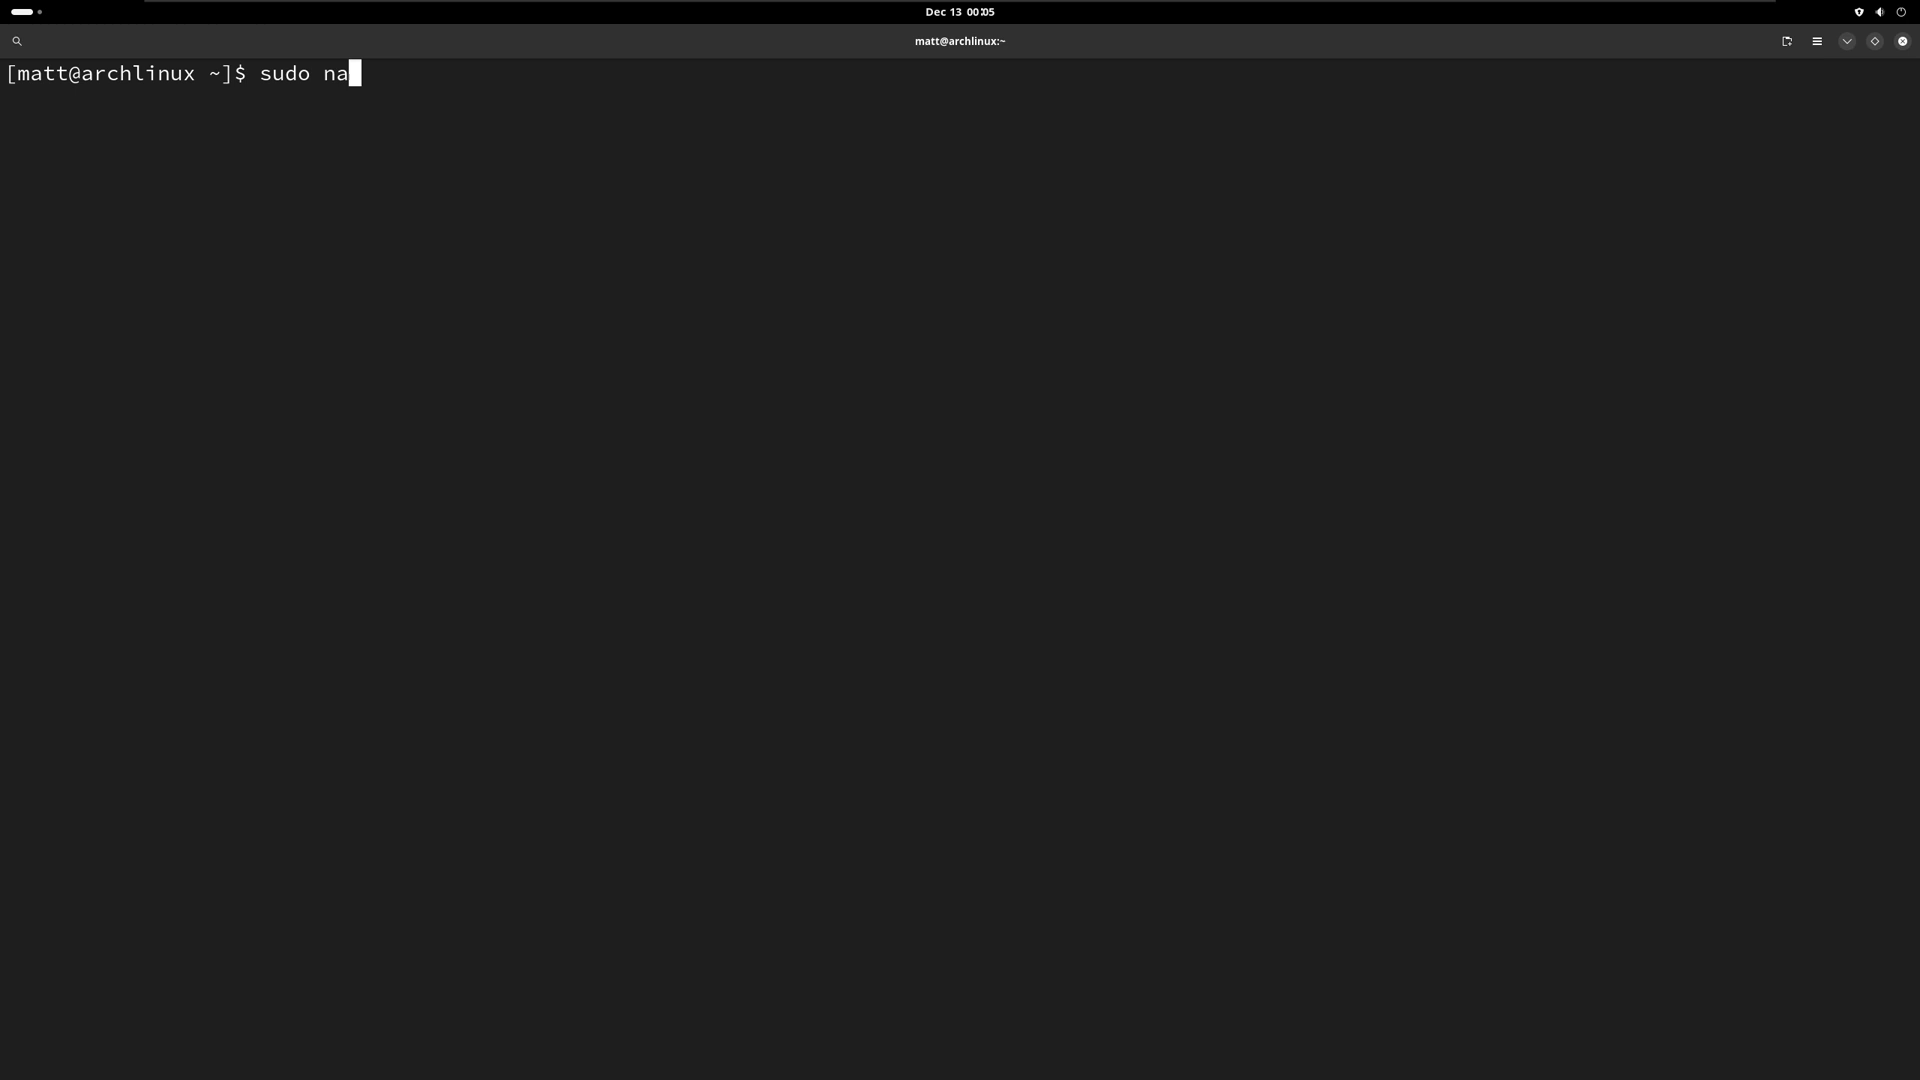 Dec 13 00:05
matt@archlinux:~
[matt@archlinux ~]$ sudo na